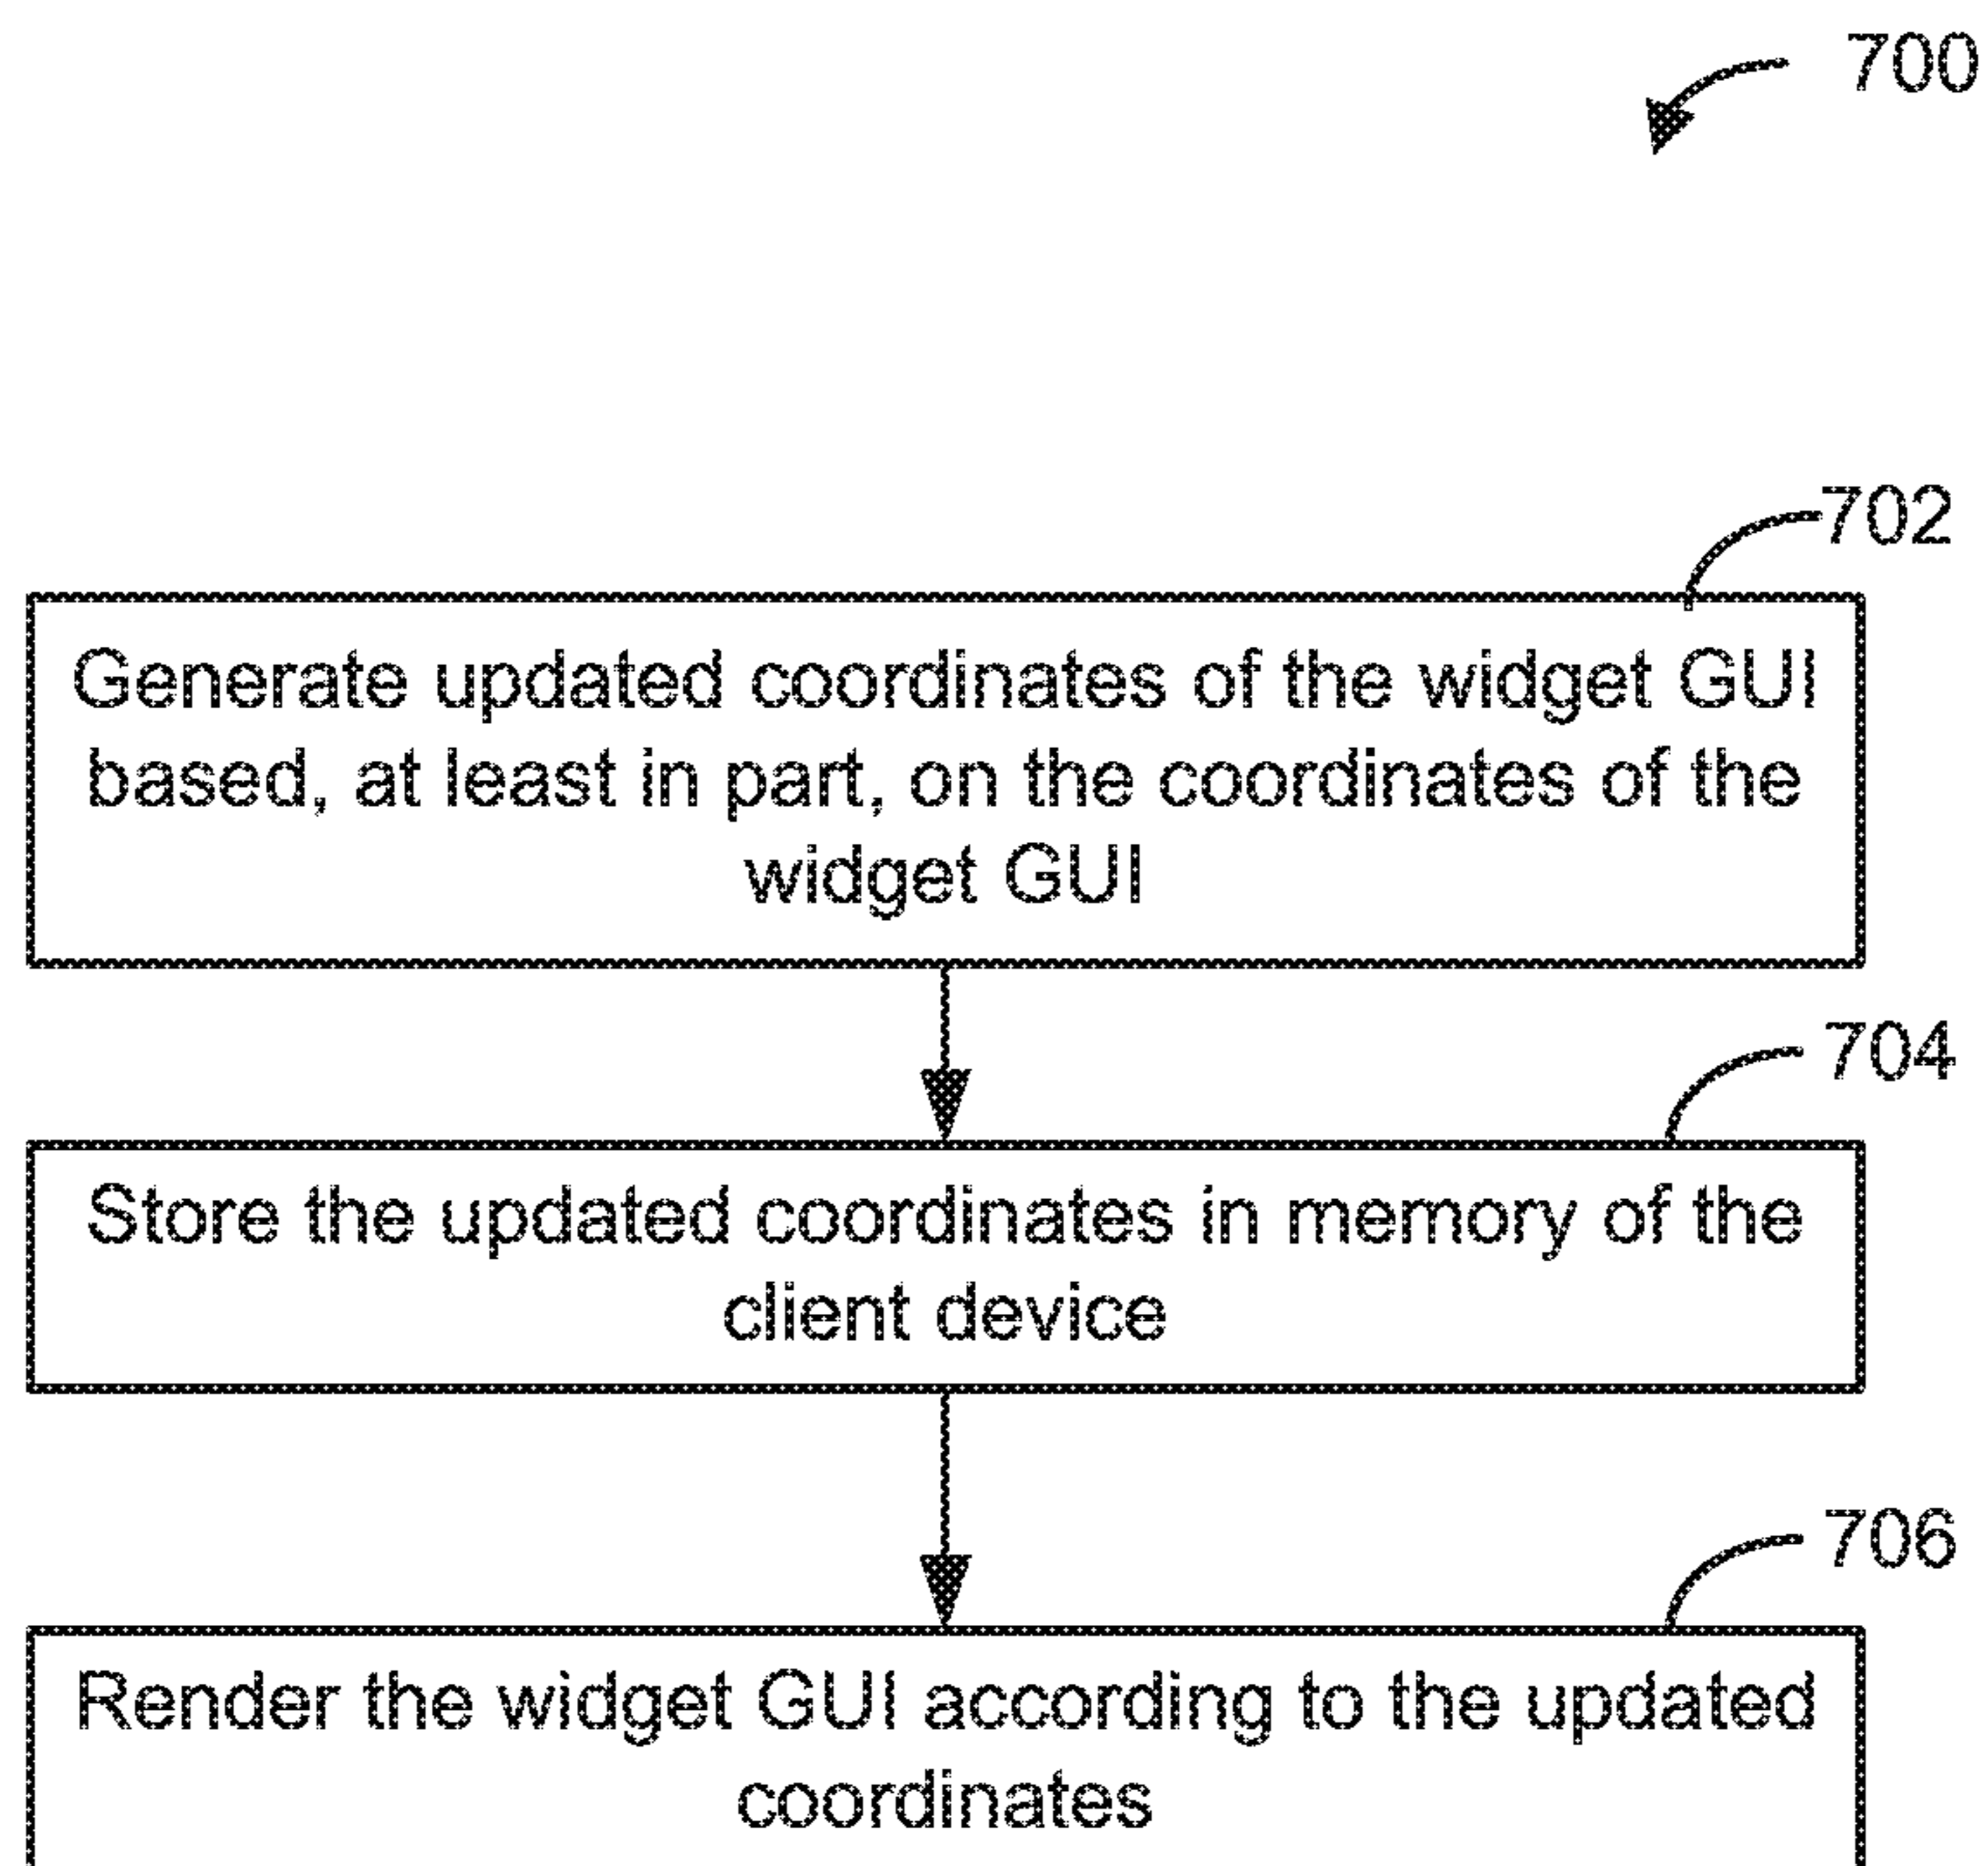 700
702
Generate updated coordinates of the widget GUI
based, at least in part, on the coordinates of the
widget GUI
704
Store the updated coordinates in memory of the
client device
706
Render the widget GUI according to the updated
coordinates